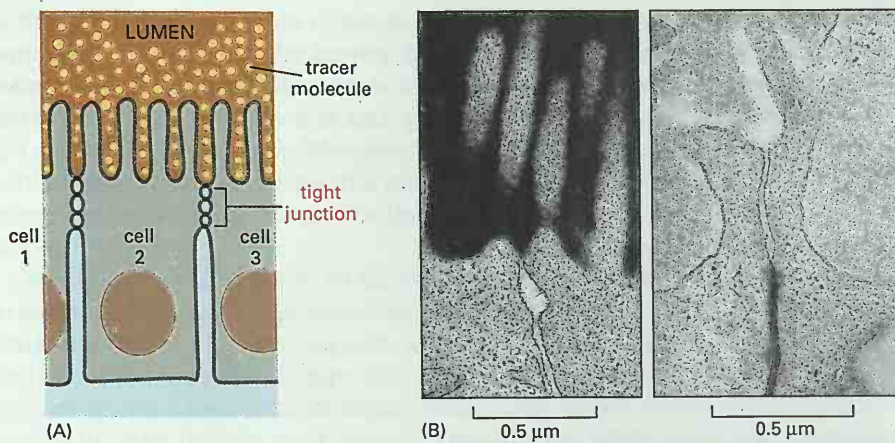 LUMEN
tracer
molecule
tight
junction
cell
1
cell
2
cell
3
(A)
(B)
0.5 μm
0.5 μm